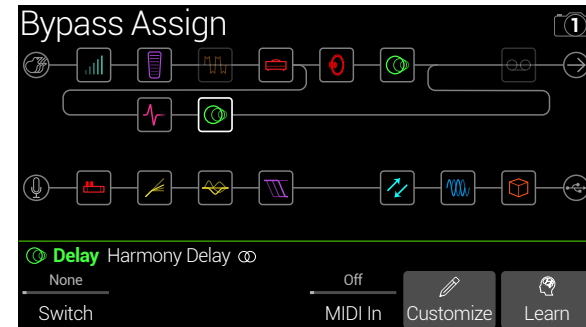 Bypass Assign
1
Delay Harmony Delay
None
Off
Switch
MIDI In
Customize
Learn